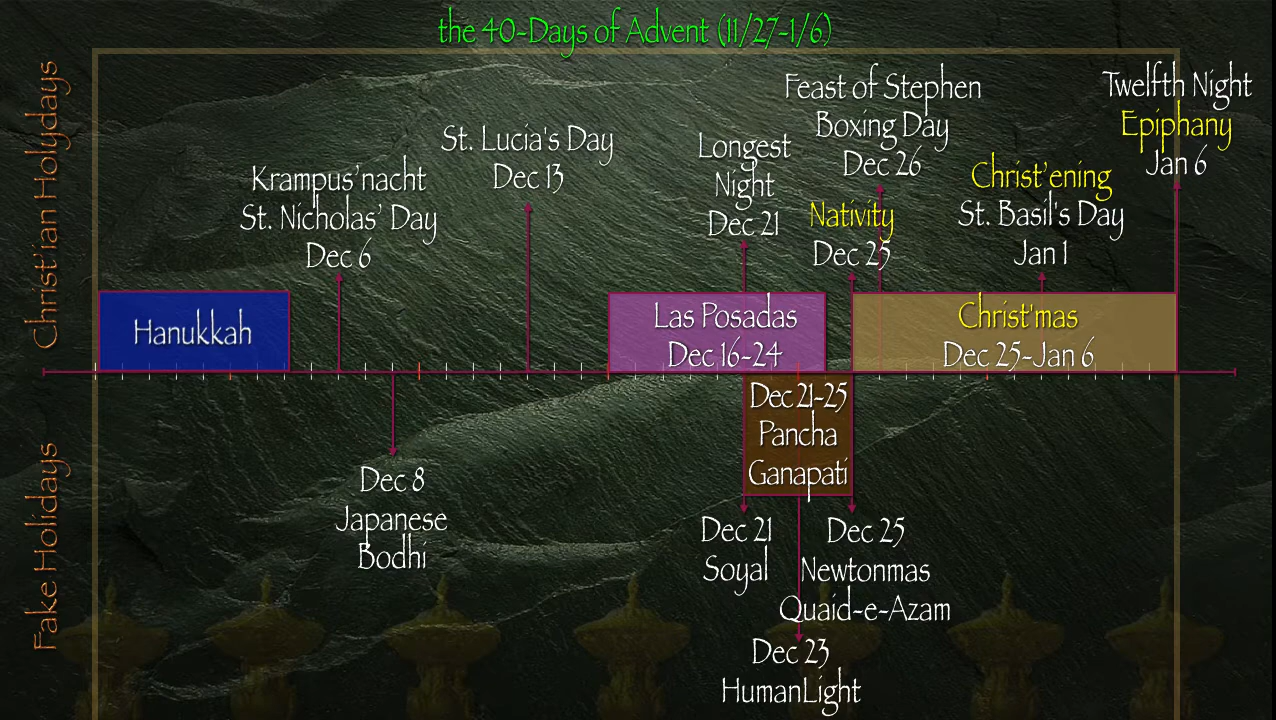 the 40-Days of Advent (11/27-1/6)
Christ'ian Holydays
Hanukkah
Krampus'nacht
St. Nicholas' Day
Dec 6
St. Lucia's Day
Dec 13
Longest
Night
Dec 21
Las Posadas
Dec 16-24
Nativity
Dec 25
Feast of Stephen
Boxing Day
Dec 26
Christ'ening
St. Basil's Day
Jan 1
Christ'mas
Dec 25-Jan 6
Twelfth Night
Epiphany
Jan 6
Fake Holidays
Dec 8
Japanese
Bodhi
Dec 21-25
Pancha
Ganapati
Dec 21
Soyal
Dec 25
Newtonmas
Quaid-e-Azam
Dec 23
HumanLight